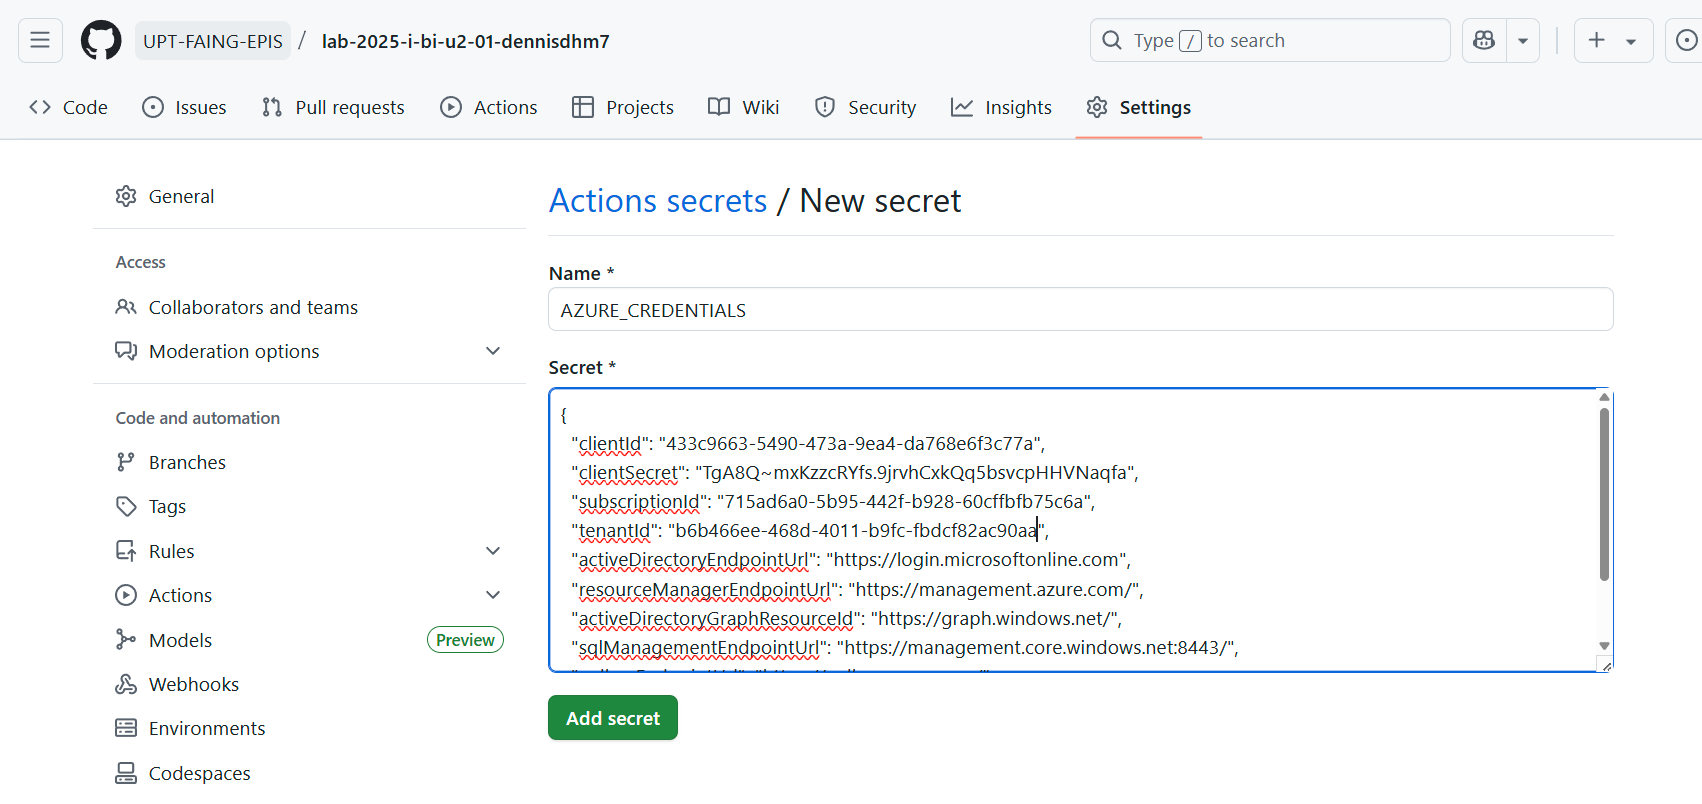 UPT-FAING-EPIS / lab-2025-i-bi-u2-01-dennisdhm7
Type / to search
Code
Issues
Pull requests
Actions
Projects
Wiki
Security
Insights
Settings
General
Access
Collaborators and teams
Moderation options
Code and automation
Branches
Tags
Rules
Actions
Models Preview
Webhooks
Environments
Codespaces
Actions secrets / New secret
Name *
AZURE_CREDENTIALS
Secret *
{
"clientId": "433c9663-5490-473a-9ea4-da768e6f3c77a",
"clientSecret": "TgA8Q~mxKzzcRYfs.9jrvhCxkQq5bsvcpHHVNaqfa",
"subscriptionId": "715ad6a0-5b95-442f-b928-60cffbfb75c6a",
"tenantId": "b6b466ee-468d-4011-b9fc-fbdcf82ac90aa",
"activeDirectoryEndpointUrl": "https://login.microsoftonline.com",
"resourceManagerEndpointUrl": "https://management.azure.com/",
"activeDirectoryGraphResourceId": "https://graph.windows.net/",
"sqlManagementEndpointUrl": "https://management.core.windows.net:8443/",
Add secret